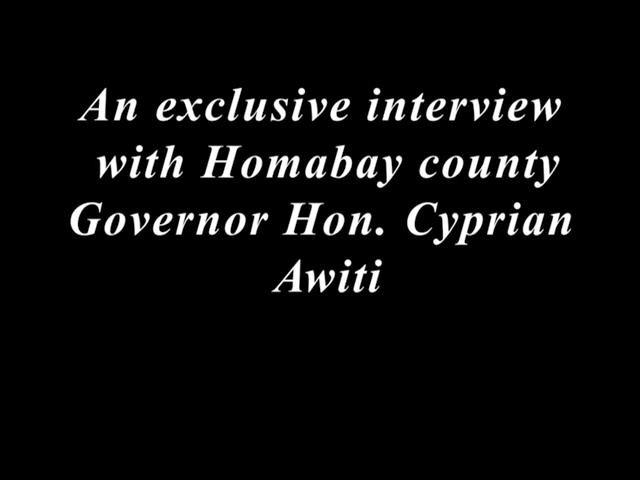 An exclusive interview
with Homabay county
Governor Hon. Cyprian
Awiti